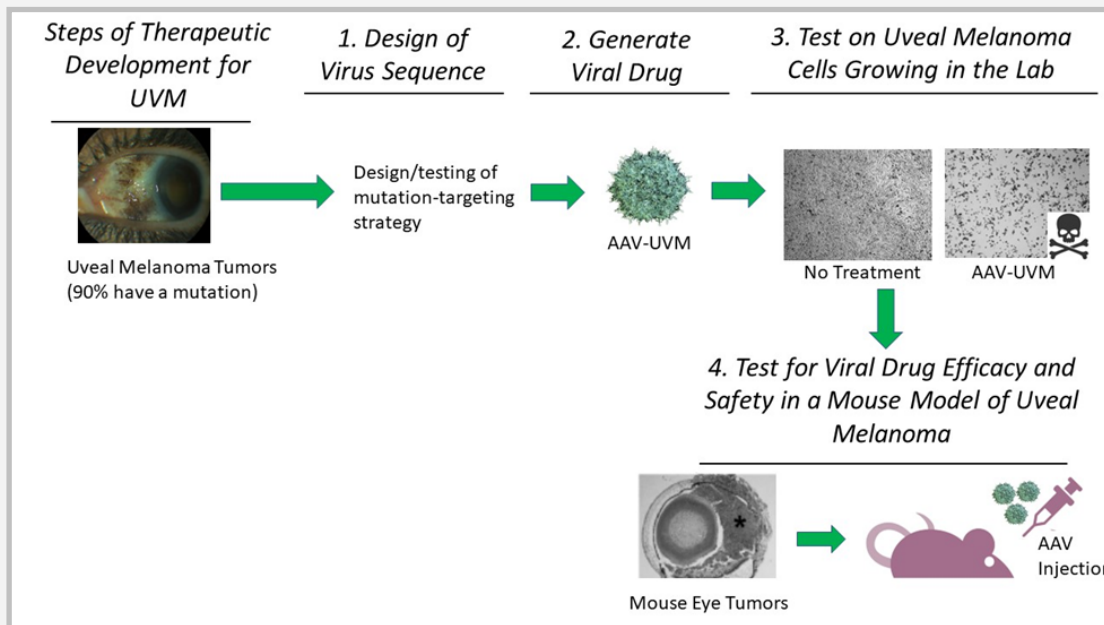 Steps of Therapeutic
Development for
UVM
Uveal Melanoma Tumors
(90% have a mutation)
1. Design of
Virus Sequence
Design/testing of
mutation-targeting
strategy
2. Generate
Viral Drug
AAV-UVM
3. Test on Uveal Melanoma
Cells Growing in the Lab
No Treatment
AAV-UVM
4. Test for Viral Drug Efficacy and
Safety in a Mouse Model of Uveal
Melanoma
*
Mouse Eye Tumors
AAV
Injection